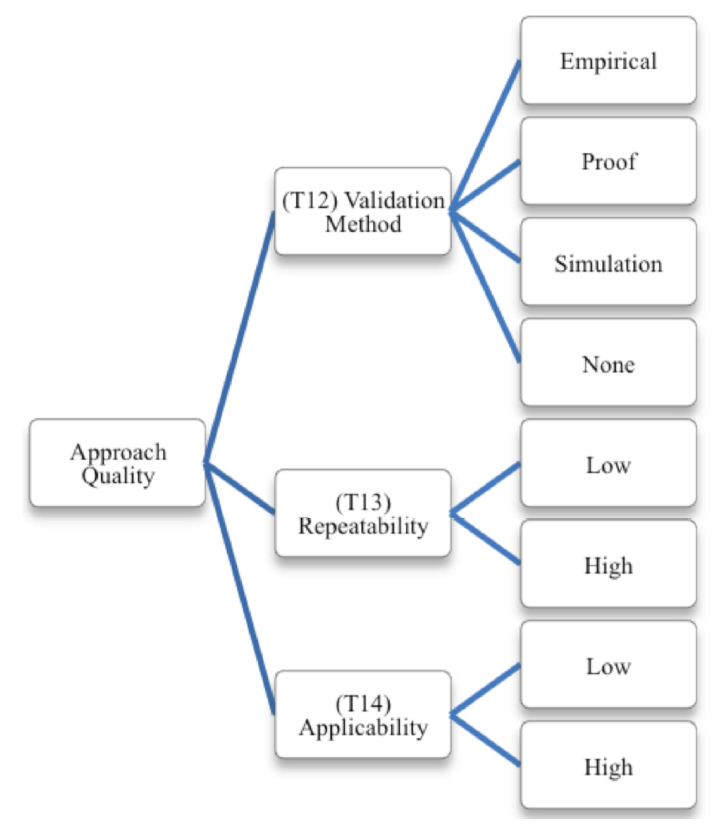 Empirical
Proof
(T12) Validation
Method
Simulation
None
Approach
Quality
Low
(T13)
Repeatability
High
Low
(T14)
Applicability
High